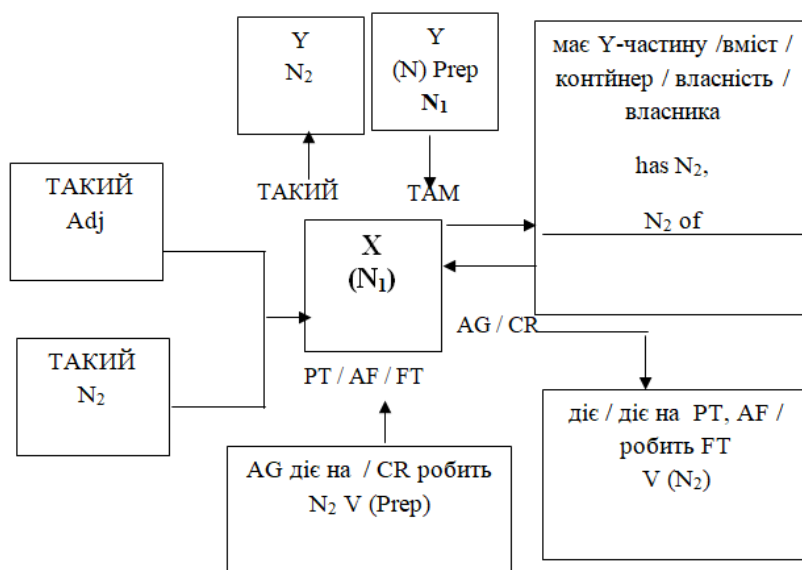 Y
N₂
Y
(N) Prep
N₁
має Y-частину /вміст /
контйнер / власність /
власника
has N₂,
N₂ of
ТАКИЙ
Adj
ТАКИЙ
ТАМ
X
(N₁)
AG / CR
ТАКИЙ
N₂
PT / AF / FT
AG діє на / CR робить
N₂ V (Prep)
діє / діє на PT, AF /
робить FT
V (N₂)